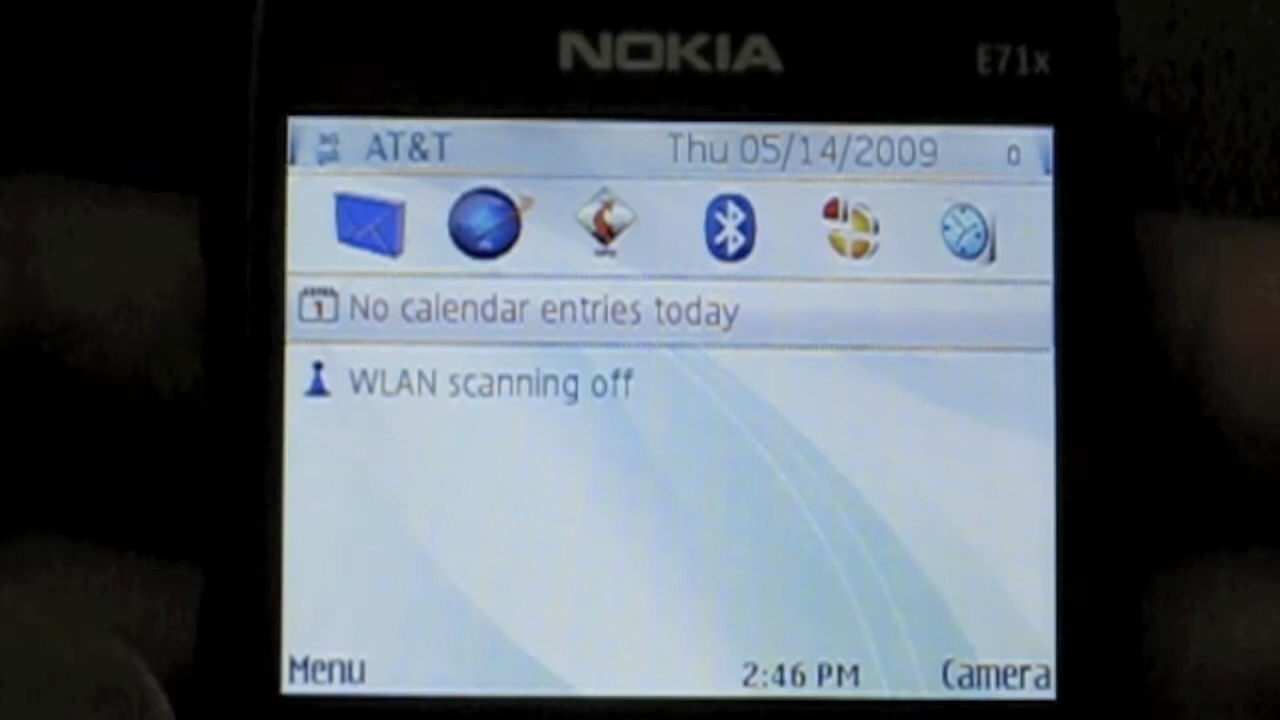 NOKIA E71x
AT&T Thu 05/14/2009
No calendar entries today
WLAN scanning off
Menu 2:46 PM Camera